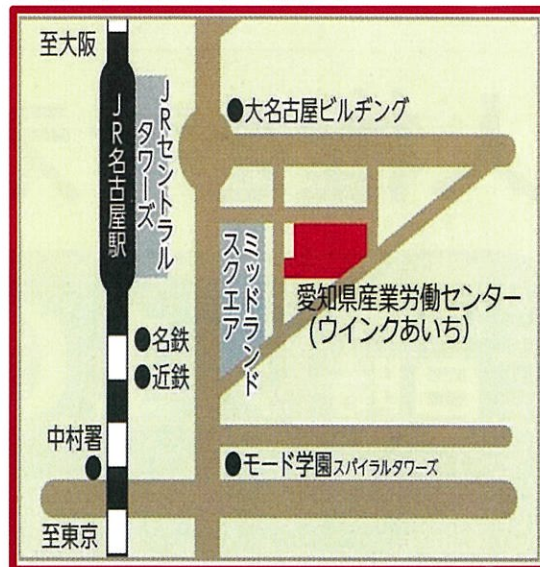 至大阪
JR名古屋駅
JRセントラル
タワーズ
●大名古屋ビルヂング
ミッドランド
スクエア
愛知県産業労働センター
(ウインクあいち)
●名鉄
●近鉄
中村署
●モード学園スパイラルタワーズ
至東京